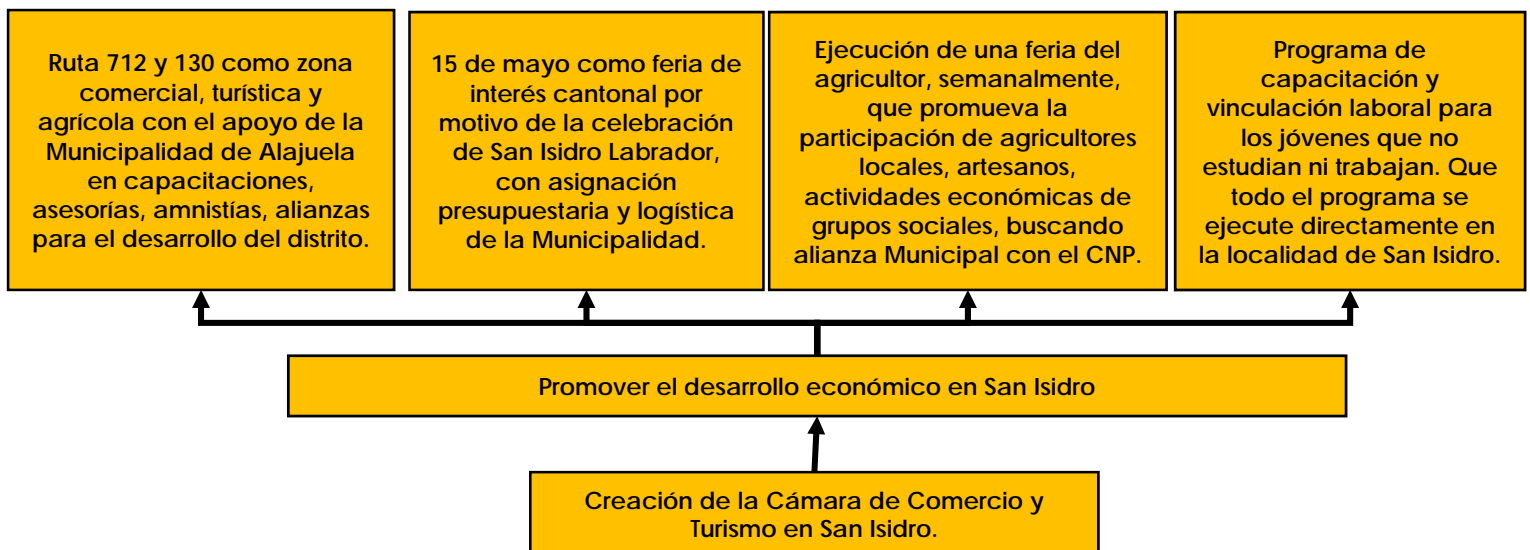 Ruta 712 y 130 como zona
comercial, turística y
agrícola con el apoyo de la
Municipalidad de Alajuela
en capacitaciones,
asesorías, amnistías, alianzas
para el desarrollo del distrito.
15 de mayo como feria de
interés cantonal por
motivo de la celebración
de San Isidro Labrador,
con asignación
presupuestaria y logística
de la Municipalidad.
Ejecución de una feria del
agricultor, semanalmente,
que promueva la
participación de agricultores
locales, artesanos,
actividades económicas de
grupos sociales, buscando
alianza Municipal con el CNP.
Programa de
capacitación y
vinculación laboral para
los jóvenes que no
estudian ni trabajan. Que
todo el programa se
ejecute directamente en
la localidad de San Isidro.
Promover el desarrollo económico en San Isidro
Creación de la Cámara de Comercio y
Turismo en San Isidro.